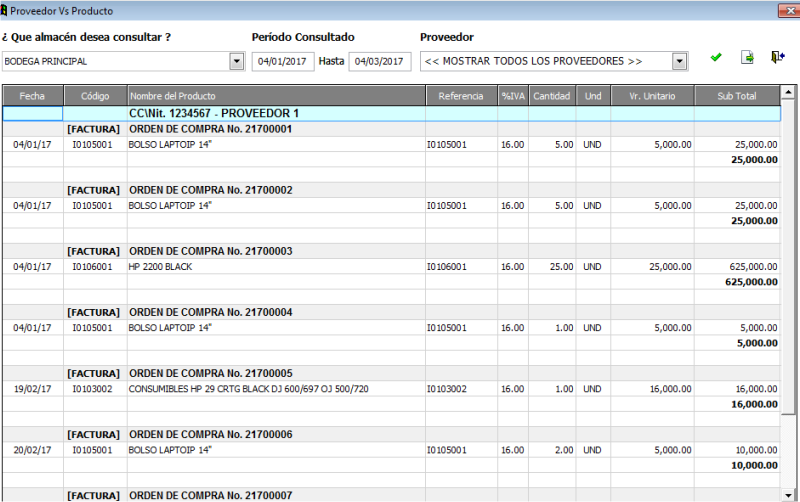 Proveedor Vs Producto
¿ Que almacén desea consultar ? Período Consultado Proveedor
BODEGA PRINCIPAL 04/01/2017 Hasta 04/03/2017 << MOSTRAR TODOS LOS PROVEEDORES >>
Fecha Código Nombre del Producto Referencia %IVA Cantidad Und Vr. Unitario Sub Total
CC\Nit. 1234567 - PROVEEDOR 1
[FACTURA] ORDEN DE COMPRA No. 21700001
04/01/17 I0105001 BOLSO LAPTOIP 14" I0105001 16.00 5.00 UND 5,000.00 25,000.00
25,000.00
[FACTURA] ORDEN DE COMPRA No. 21700002
04/01/17 I0105001 BOLSO LAPTOIP 14" I0105001 16.00 5.00 UND 5,000.00 25,000.00
25,000.00
[FACTURA] ORDEN DE COMPRA No. 21700003
04/01/17 I0106001 HP 2200 BLACK I0106001 16.00 25.00 UND 25,000.00 625,000.00
625,000.00
[FACTURA] ORDEN DE COMPRA No. 21700004
04/01/17 I0105001 BOLSO LAPTOIP 14" I0105001 16.00 1.00 UND 5,000.00 5,000.00
5,000.00
[FACTURA] ORDEN DE COMPRA No. 21700005
19/02/17 I0103002 CONSUMIBLES HP 29 CRTG BLACK DJ 600/697 OJ 500/720 I0103002 16.00 1.00 UND 16,000.00 16,000.00
16,000.00
[FACTURA] ORDEN DE COMPRA No. 21700006
20/02/17 I0105001 BOLSO LAPTOIP 14" I0105001 16.00 2.00 UND 5,000.00 10,000.00
10,000.00
[FACTURA] ORDEN DE COMPRA No. 21700007